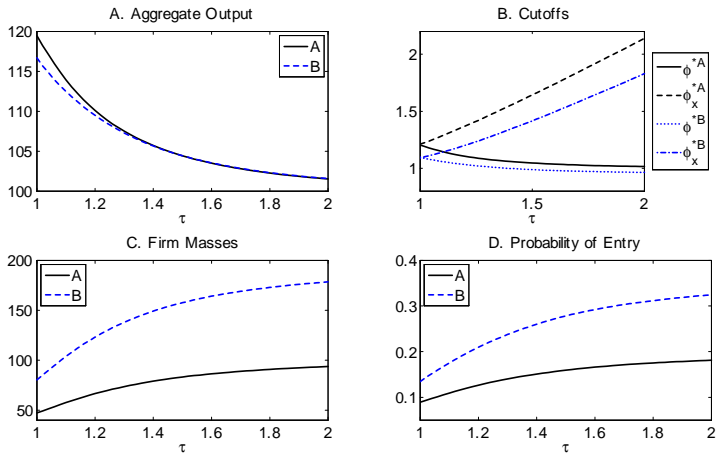 A. Aggregate Output
120
115
110
105
100
1 1.2 1.4 1.6 1.8 2
τ
A
B
B. Cutoffs
2
1.5
1
1 1.5 2
τ
ϕ*A
ϕx*A
ϕ*B
ϕx*B
C. Firm Masses
200
150
100
50
1 1.2 1.4 1.6 1.8 2
τ
A
B
D. Probability of Entry
0.4
0.3
0.2
0.1
1 1.2 1.4 1.6 1.8 2
τ
A
B